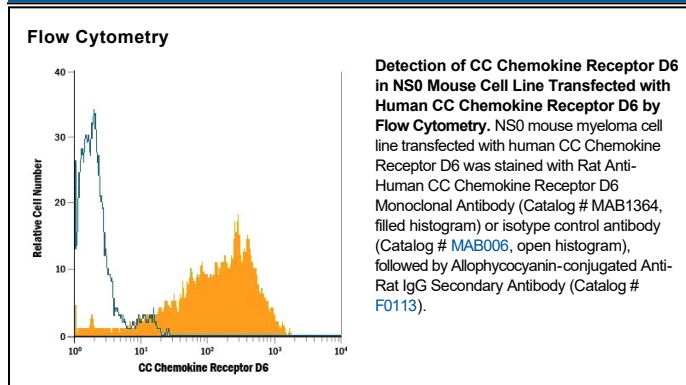 Flow Cytometry
40
30
20
10
0
Relative Cell Number
10⁰ 10¹ 10² 10³ 10⁴
CC Chemokine Receptor D6
Detection of CC Chemokine Receptor D6
in NS0 Mouse Cell Line Transfected with
Human CC Chemokine Receptor D6 by
Flow Cytometry. NS0 mouse myeloma cell
line transfected with human CC Chemokine
Receptor D6 was stained with Rat Anti-
Human CC Chemokine Receptor D6
Monoclonal Antibody (Catalog # MAB1364,
filled histogram) or isotype control antibody
(Catalog # MAB006, open histogram),
followed by Allophycocyanin-conjugated Anti-
Rat IgG Secondary Antibody (Catalog #
F0113).